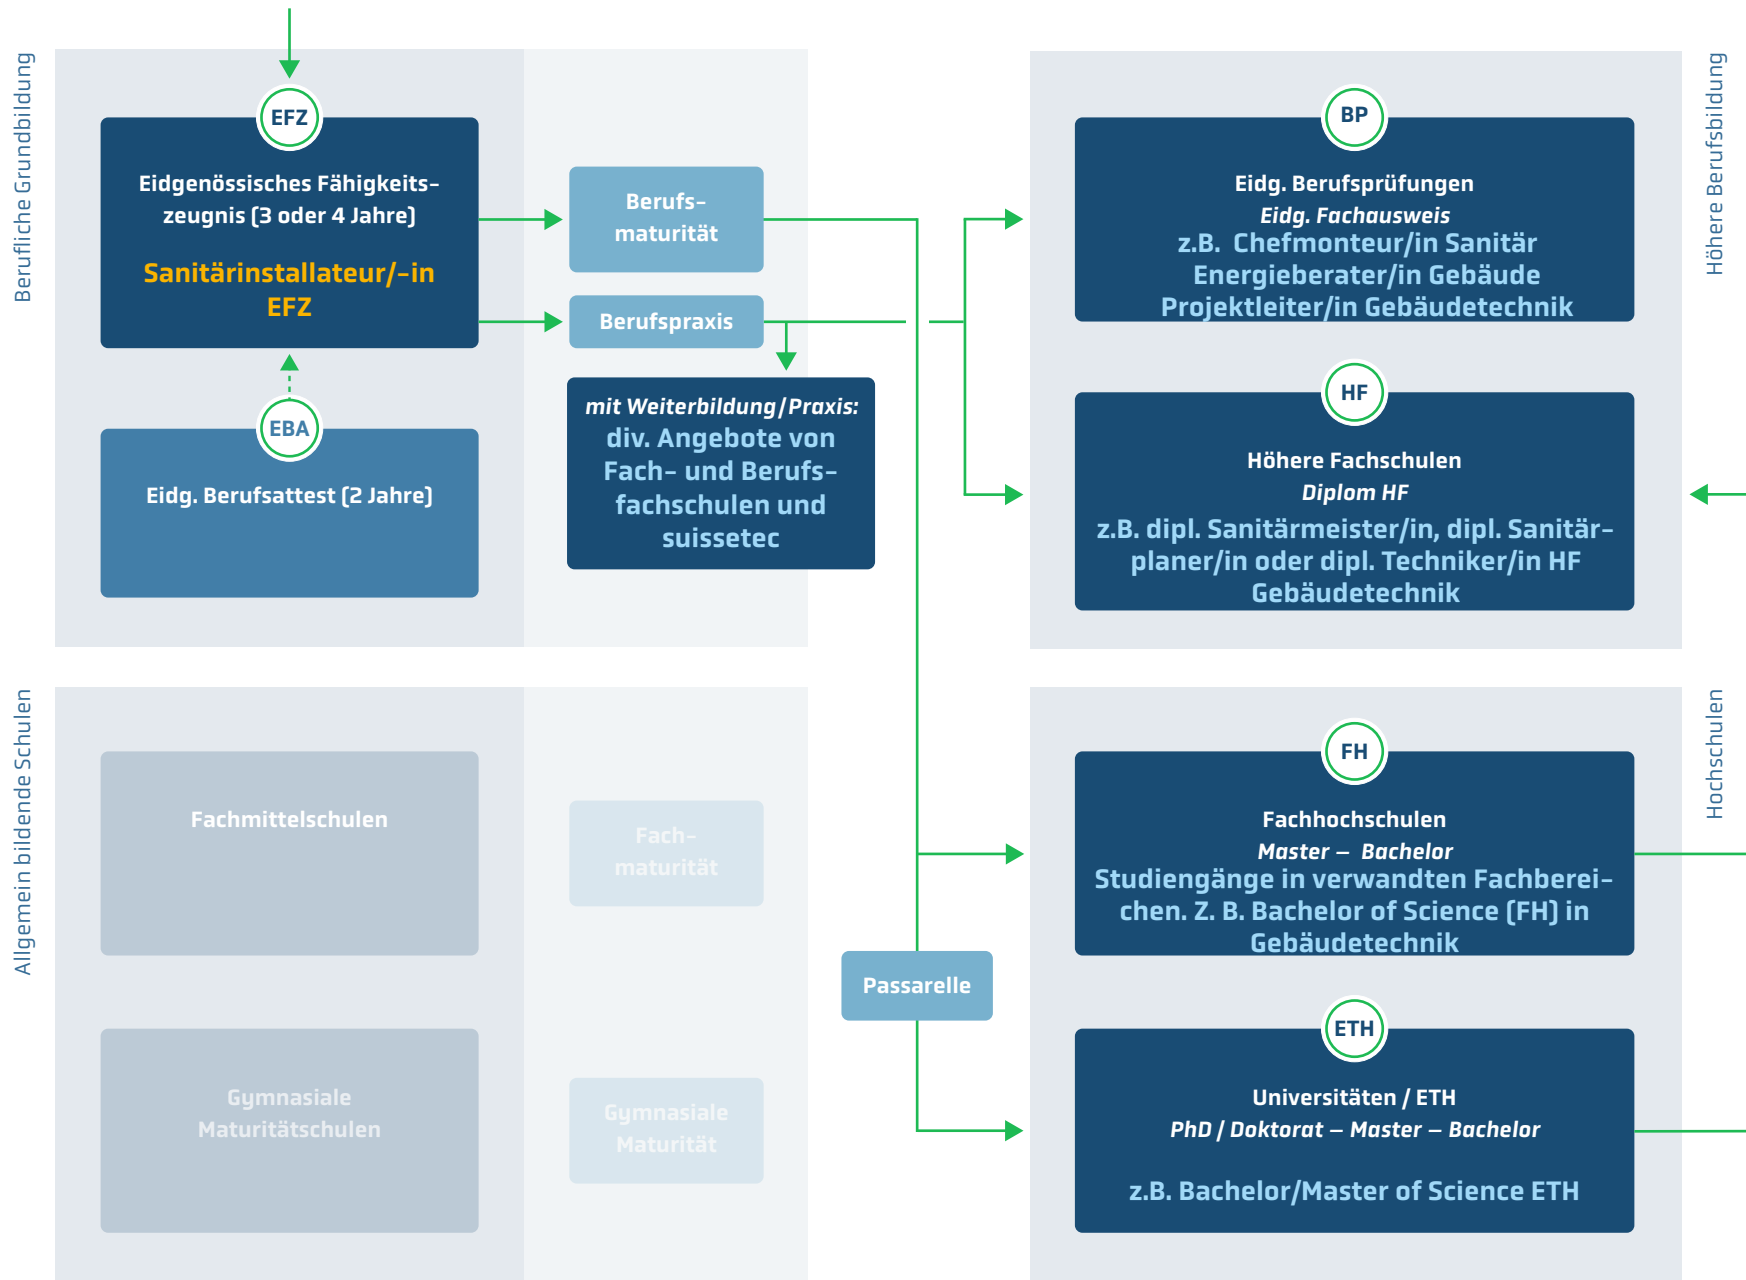 Berufliche Grundbildung
EFZ
Eidgenössisches Fähigkeits-
zeugnis (3 oder 4 Jahre)
Sanitärinstallateur/-in
EFZ
EBA
Eidg. Berufsattest (2 Jahre)
Berufs-
maturität
Berufspraxis
mit Weiterbildung/Praxis:
div. Angebote von
Fach- und Berufs-
fachschulen und
suissetec
BP
Eidg. Berufsprüfungen
Eidg. Fachausweis
z.B. Chefmonteur/in Sanitär
Energieberater/in Gebäude
Projektleiter/in Gebäudetechnik
HF
Höhere Fachschulen
Diplom HF
z.B. dipl. Sanitärmeister/in, dipl. Sanitär-
planer/in oder dipl. Techniker/in HF
Gebäudetechnik
Höhere Berufsbildung
Allgemein bildende Schulen
Fachmittelschulen
Fach-
maturität
Gymnasiale
Maturitätschulen
Gymnasiale
Maturität
Passarelle
FH
Fachhochschulen
Master – Bachelor
Studiengänge in verwandten Fachberei-
chen. Z. B. Bachelor of Science (FH) in
Gebäudetechnik
ETH
Universitäten / ETH
PhD / Doktorat – Master – Bachelor
z.B. Bachelor/Master of Science ETH
Hochschulen